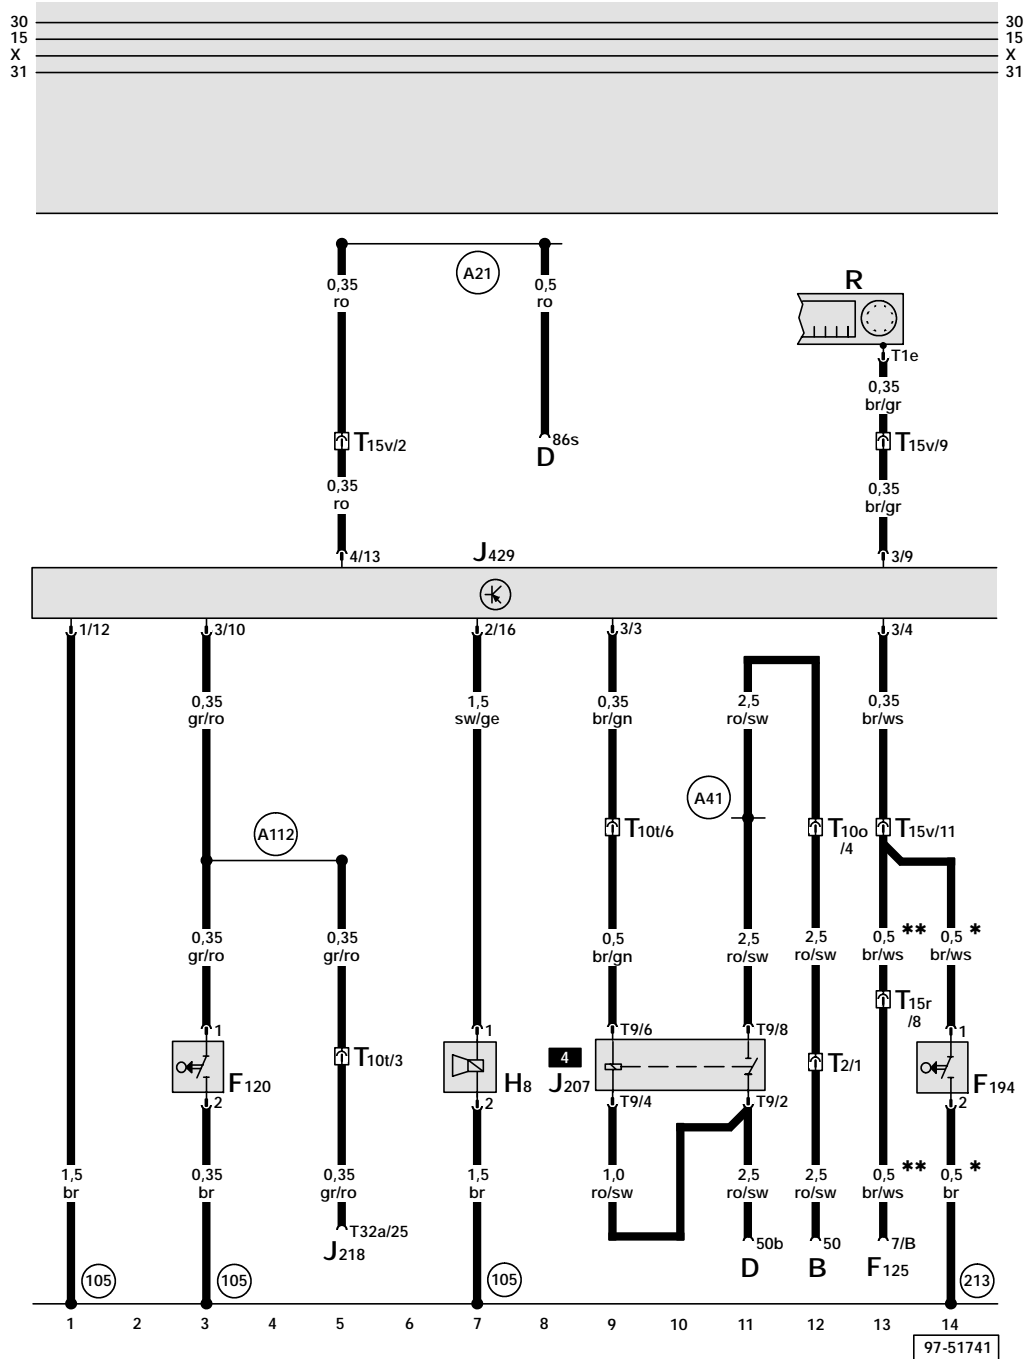 30 30
15 15
X X
31 31
A21
0,35 0,5
ro ro
R
T1e
0,35
br/gr
T15v/2 86s T15v/9
D
0,35 0,35
ro br/gr
4/13 J429 3/9
1/12 3/10 2/16 3/3 3/4
0,35 1,5 0,35 2,5 0,35
gr/ro sw/ge br/gn ro/sw br/ws
A41
A112 T10t/6 T10o T15v/11
/4
0,35 0,35 0,5 2,5 2,5 0,5 ** 0,5 *
gr/ro gr/ro br/gn ro/sw ro/sw br/ws br/ws
T15r
/8
1 1 T9/6 T9/8 1
T10t/3 4 T2/1
F120 H8 J207 F194
2 2 T9/4 T9/2 2
1,5 0,35 0,35 1,5 1,0 2,5 2,5 0,5 ** 0,5 *
br br gr/ro br ro/sw ro/sw ro/sw br/ws br
T32a/25 50b 50 7/B
J218 D B F125
105 105 105 213
1 2 3 4 5 6 7 8 9 10 11 12 13 14
97-51741